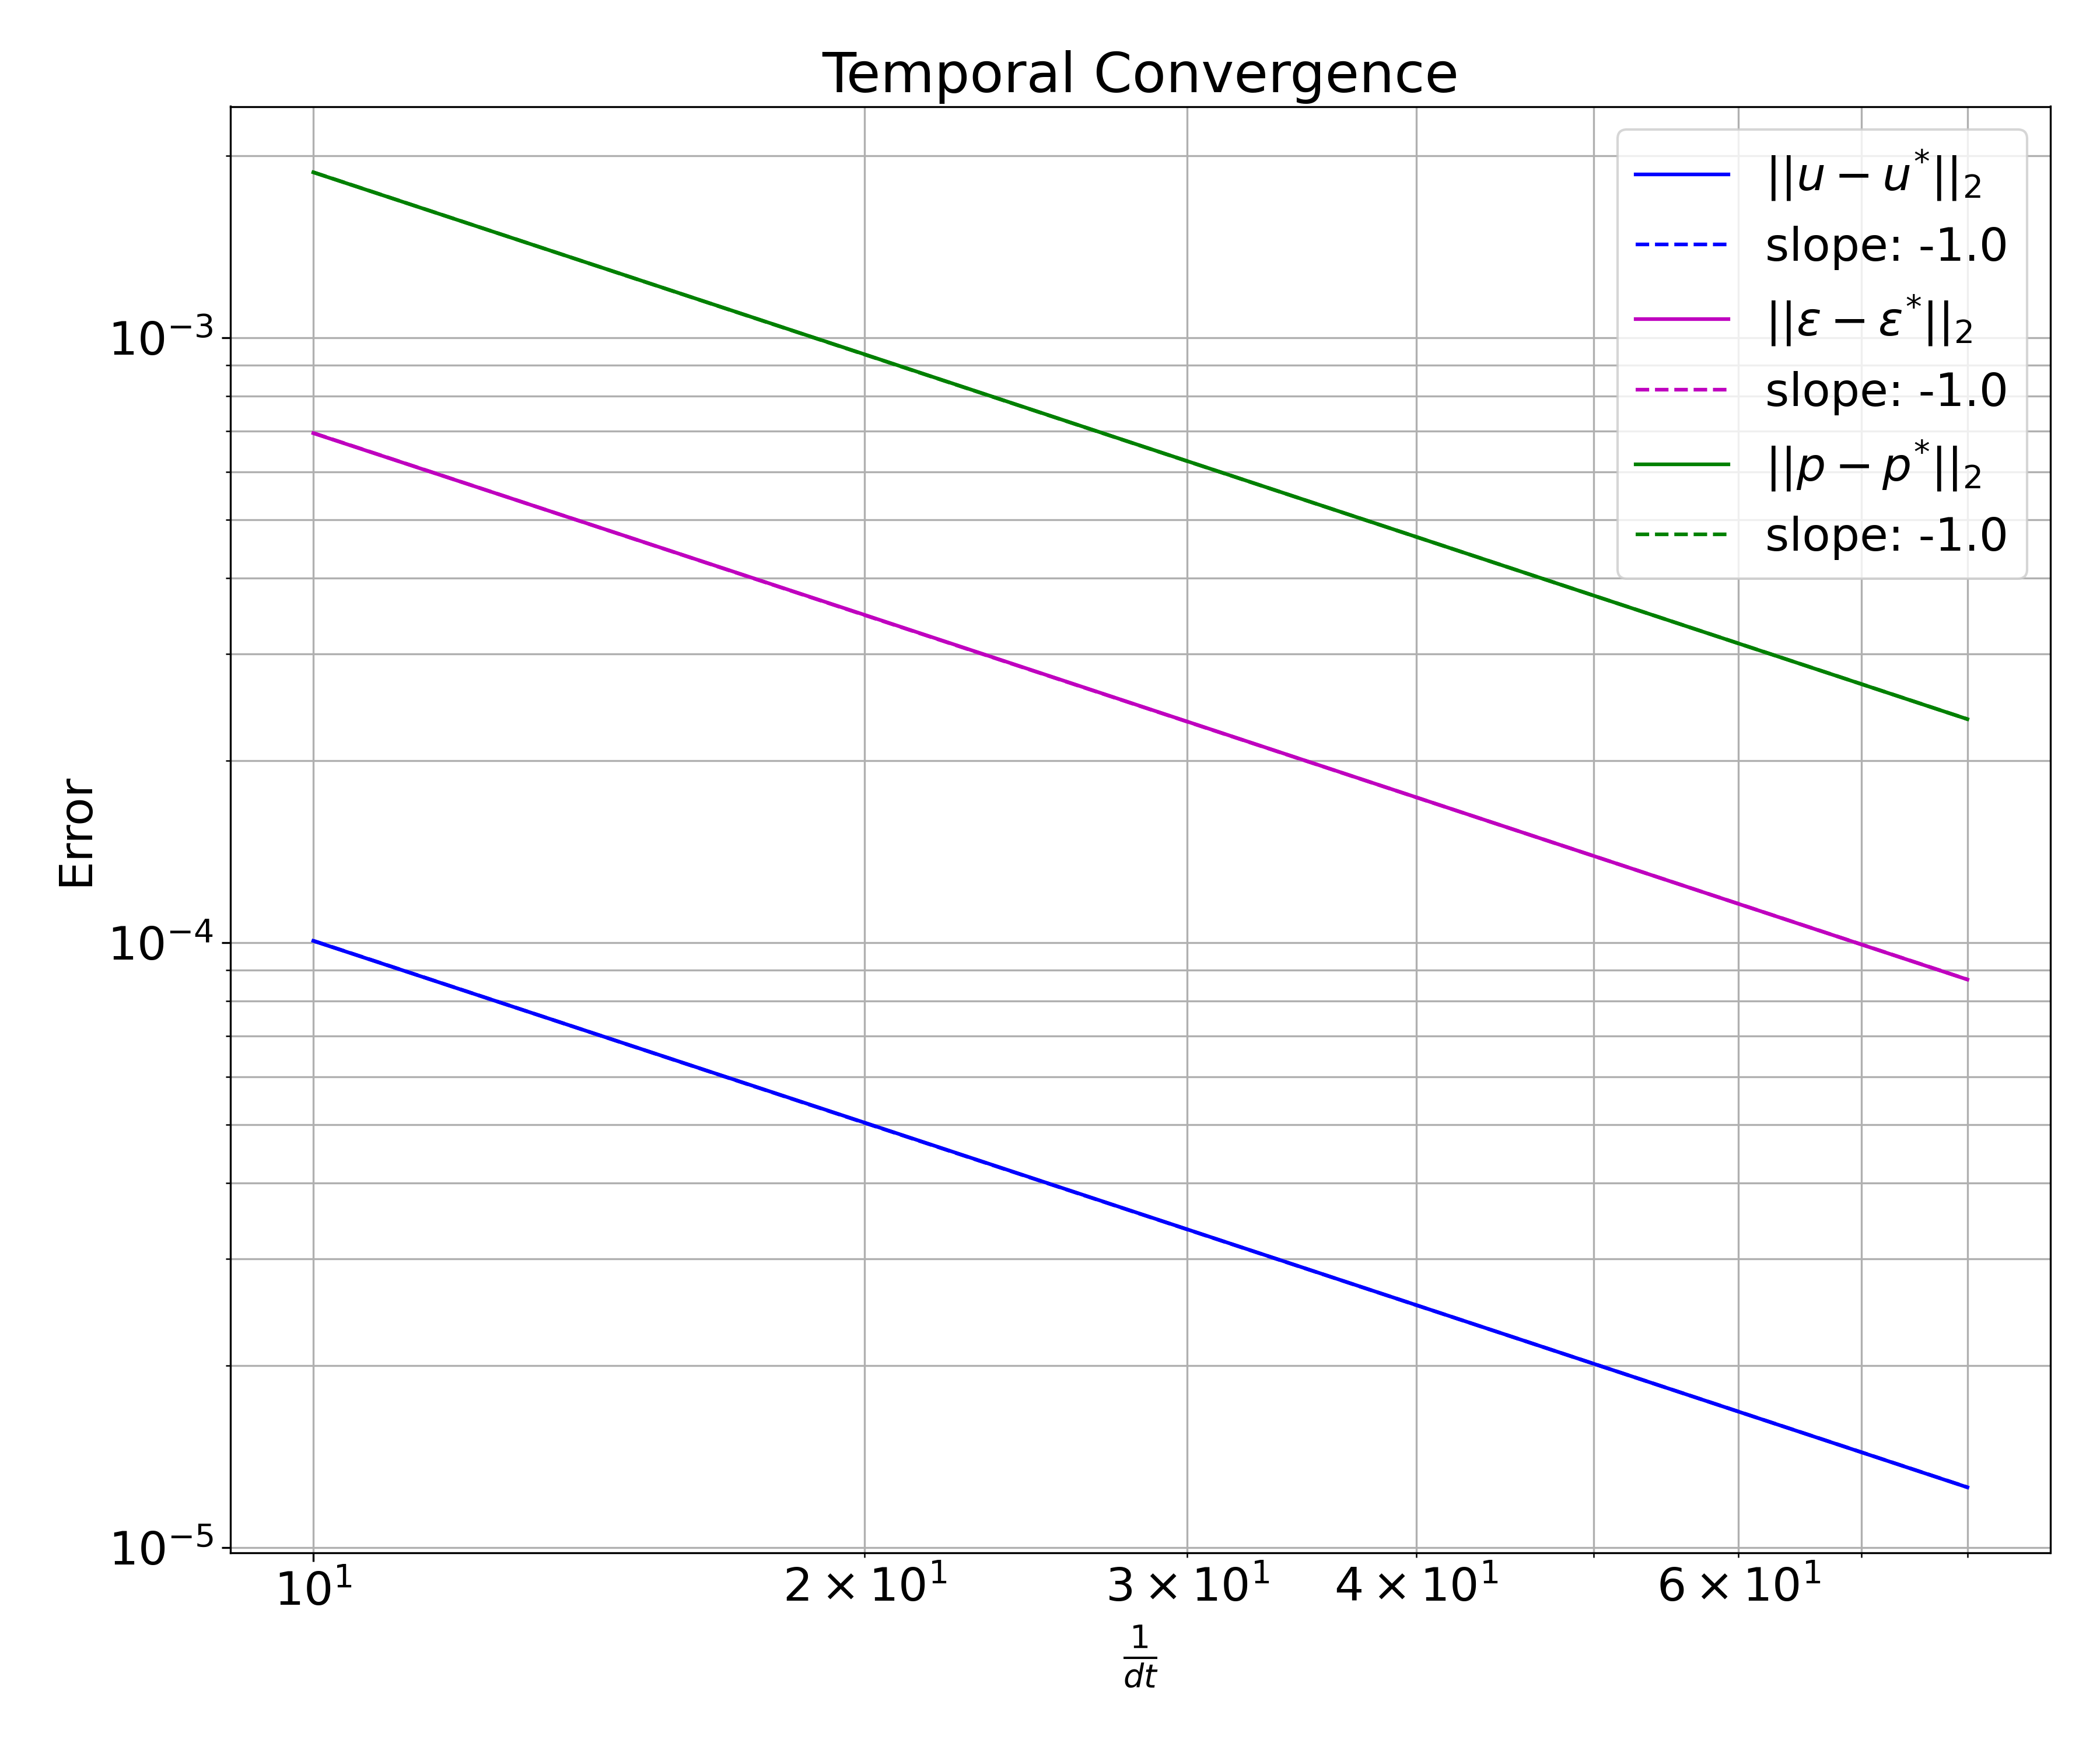 Temporal Convergence
||u − u*||₂
slope: -1.0
||ε − ε*||₂
slope: -1.0
||p − p*||₂
slope: -1.0
10⁻³
10⁻⁴
10⁻⁵
Error
10¹ 2 × 10¹ 3 × 10¹ 4 × 10¹ 6 × 10¹
1
dt